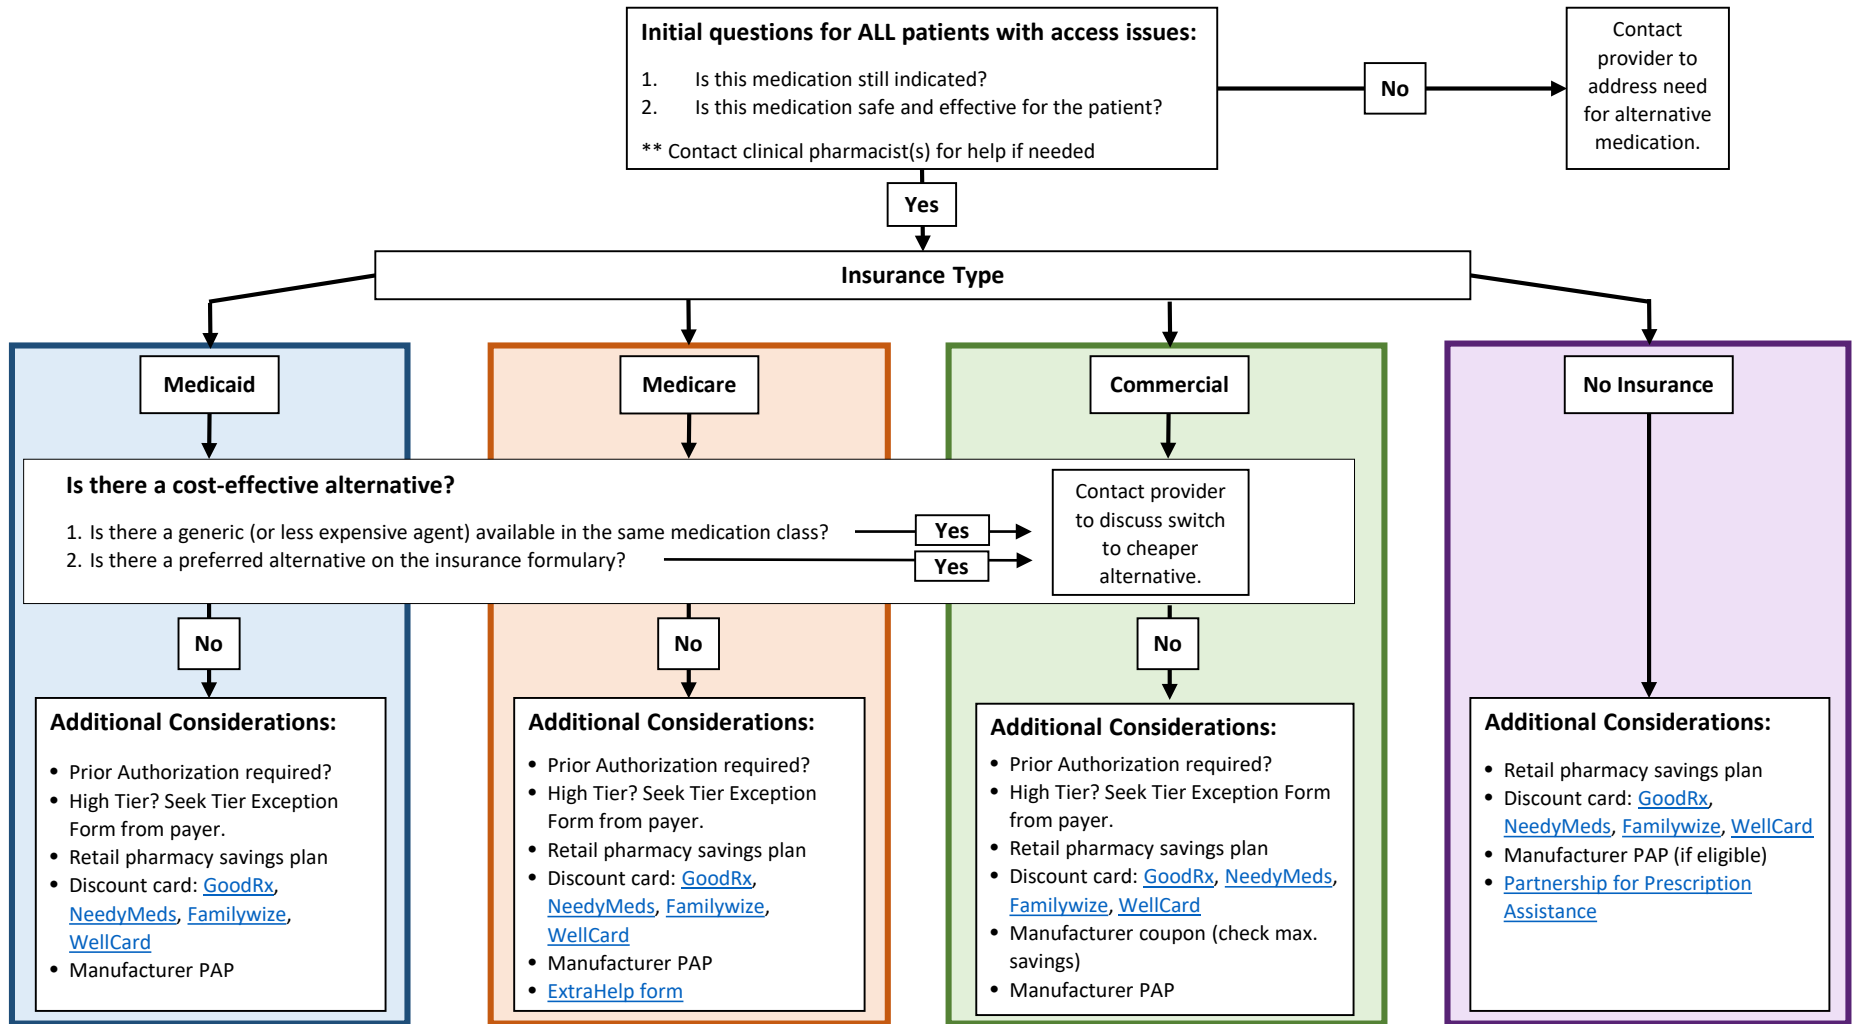 Initial questions for ALL patients with access issues:
1. Is this medication still indicated?
2. Is this medication safe and effective for the patient?
** Contact clinical pharmacist(s) for help if needed
No
Contact
provider to
address need
for alternative
medication.
Yes
Insurance Type
Medicaid
Medicare
Commercial
No Insurance
Is there a cost-effective alternative?
1. Is there a generic (or less expensive agent) available in the same medication class?
Yes
2. Is there a preferred alternative on the insurance formulary?
Yes
Contact provider
to discuss switch
to cheaper
alternative.
No
No
No
Additional Considerations:
• Prior Authorization required?
• High Tier? Seek Tier Exception
Form from payer.
• Retail pharmacy savings plan
• Discount card: GoodRx,
NeedyMeds, Familywize,
WellCard
• Manufacturer PAP
Additional Considerations:
• Prior Authorization required?
• High Tier? Seek Tier Exception
Form from payer.
• Retail pharmacy savings plan
• Discount card: GoodRx,
NeedyMeds, Familywize,
WellCard
• Manufacturer PAP
• ExtraHelp form
Additional Considerations:
• Prior Authorization required?
• High Tier? Seek Tier Exception Form
from payer.
• Retail pharmacy savings plan
• Discount card: GoodRx, NeedyMeds,
Familywize, WellCard
• Manufacturer coupon (check max.
savings)
• Manufacturer PAP
Additional Considerations:
• Retail pharmacy savings plan
• Discount card: GoodRx,
NeedyMeds, Familywize, WellCard
• Manufacturer PAP (if eligible)
• Partnership for Prescription
Assistance